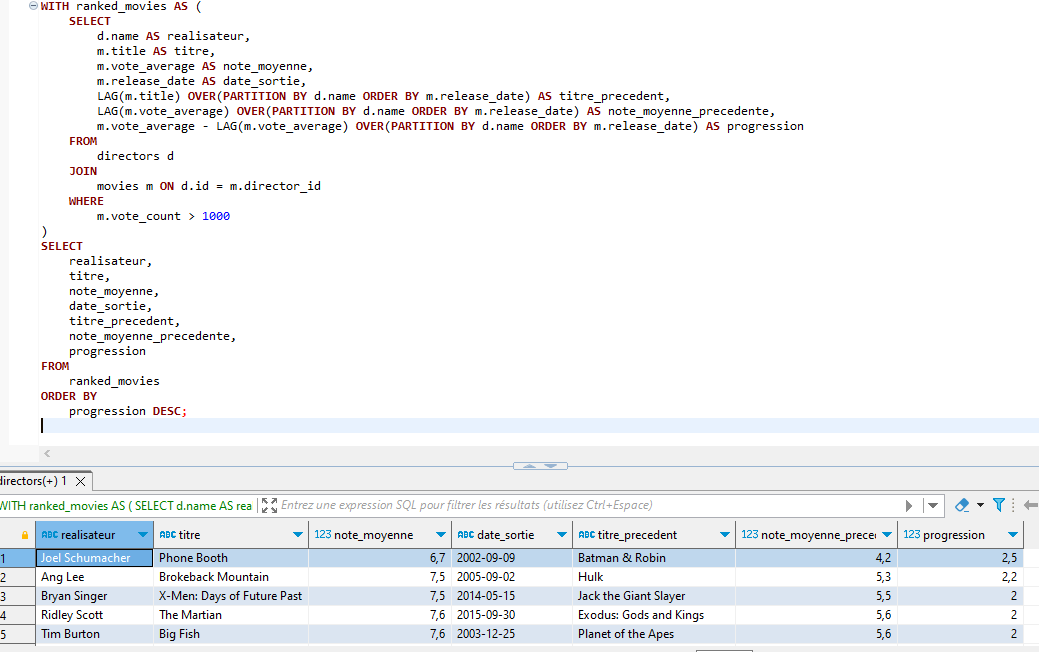 WITH ranked_movies AS (
SELECT
d.name AS realisateur,
m.title AS titre,
m.vote_average AS note_moyenne,
m.release_date AS date_sortie,
LAG(m.title) OVER(PARTITION BY d.name ORDER BY m.release_date) AS titre_precedent,
LAG(m.vote_average) OVER(PARTITION BY d.name ORDER BY m.release_date) AS note_moyenne_precedente,
m.vote_average - LAG(m.vote_average) OVER(PARTITION BY d.name ORDER BY m.release_date) AS progression
FROM
directors d
JOIN
movies m ON d.id = m.director_id
WHERE
m.vote_count > 1000
)
SELECT
realisateur,
titre,
note_moyenne,
date_sortie,
titre_precedent,
note_moyenne_precedente,
progression
FROM
ranked_movies
ORDER BY
progression DESC;
directors(+) 1
WITH ranked_movies AS ( SELECT d.name AS rea Entrez une expression SQL pour filtrer les résultats (utilisez Ctrl+Espace)
ABC realisateur ABC titre 123 note_moyenne ABC date_sortie ABC titre_precedent 123 note_moyenne_prece 123 progression
1 Joel Schumacher Phone Booth 6,7 2002-09-09 Batman & Robin 4,2 2,5
2 Ang Lee Brokeback Mountain 7,5 2005-09-02 Hulk 5,3 2,2
3 Bryan Singer X-Men: Days of Future Past 7,5 2014-05-15 Jack the Giant Slayer 5,5 2
4 Ridley Scott The Martian 7,6 2015-09-30 Exodus: Gods and Kings 5,6 2
5 Tim Burton Big Fish 7,6 2003-12-25 Planet of the Apes 5,6 2